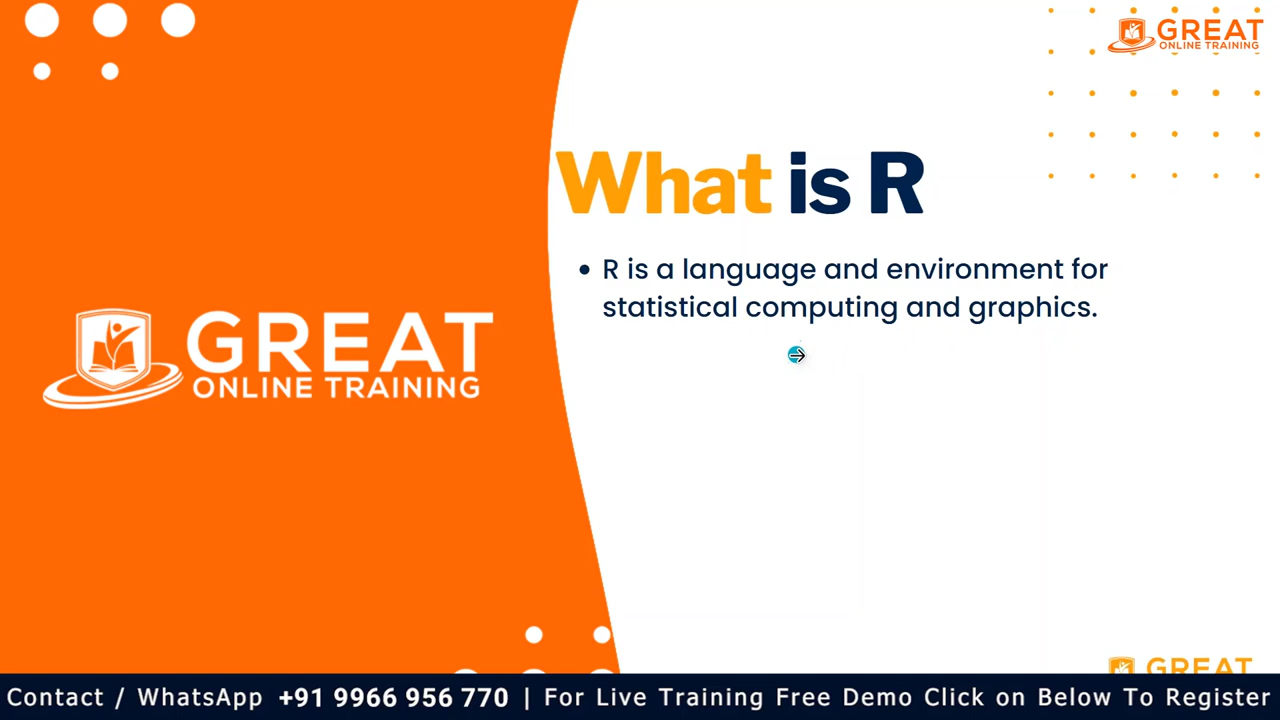 GREAT
ONLINE TRAINING
What is R
• R is a language and environment for
statistical computing and graphics.
GREAT
ONLINE TRAINING
GREAT
Contact / WhatsApp +91 9966 956 770 | For Live Training Free Demo Click on Below To Register